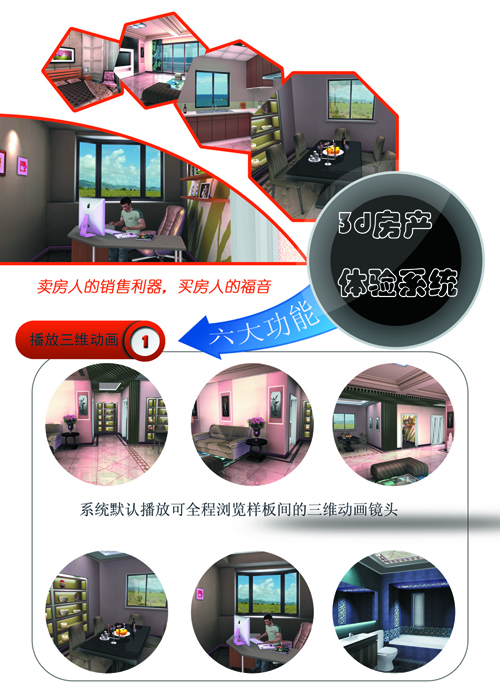 3d房产
体验系统
卖房人的销售利器，买房人的福音
六大功能
播放三维动画 1
系统默认播放可全程浏览样板间的三维动画镜头